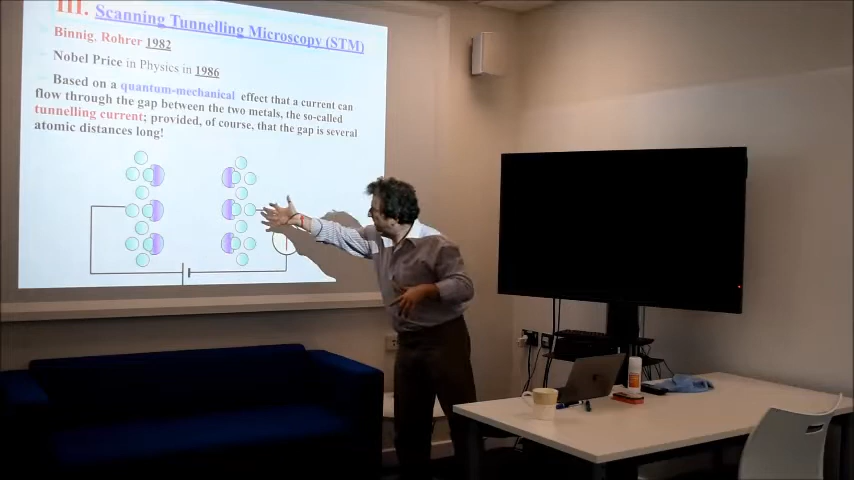 III. Scanning Tunnelling Microscopy (STM)
Binnig, Rohrer 1982
Nobel Price in Physics in 1986
Based on a quantum-mechanical effect that a current can
flow through the gap between the two metals, the so-called
tunnelling current; provided, of course, that the gap is several
atomic distances long!